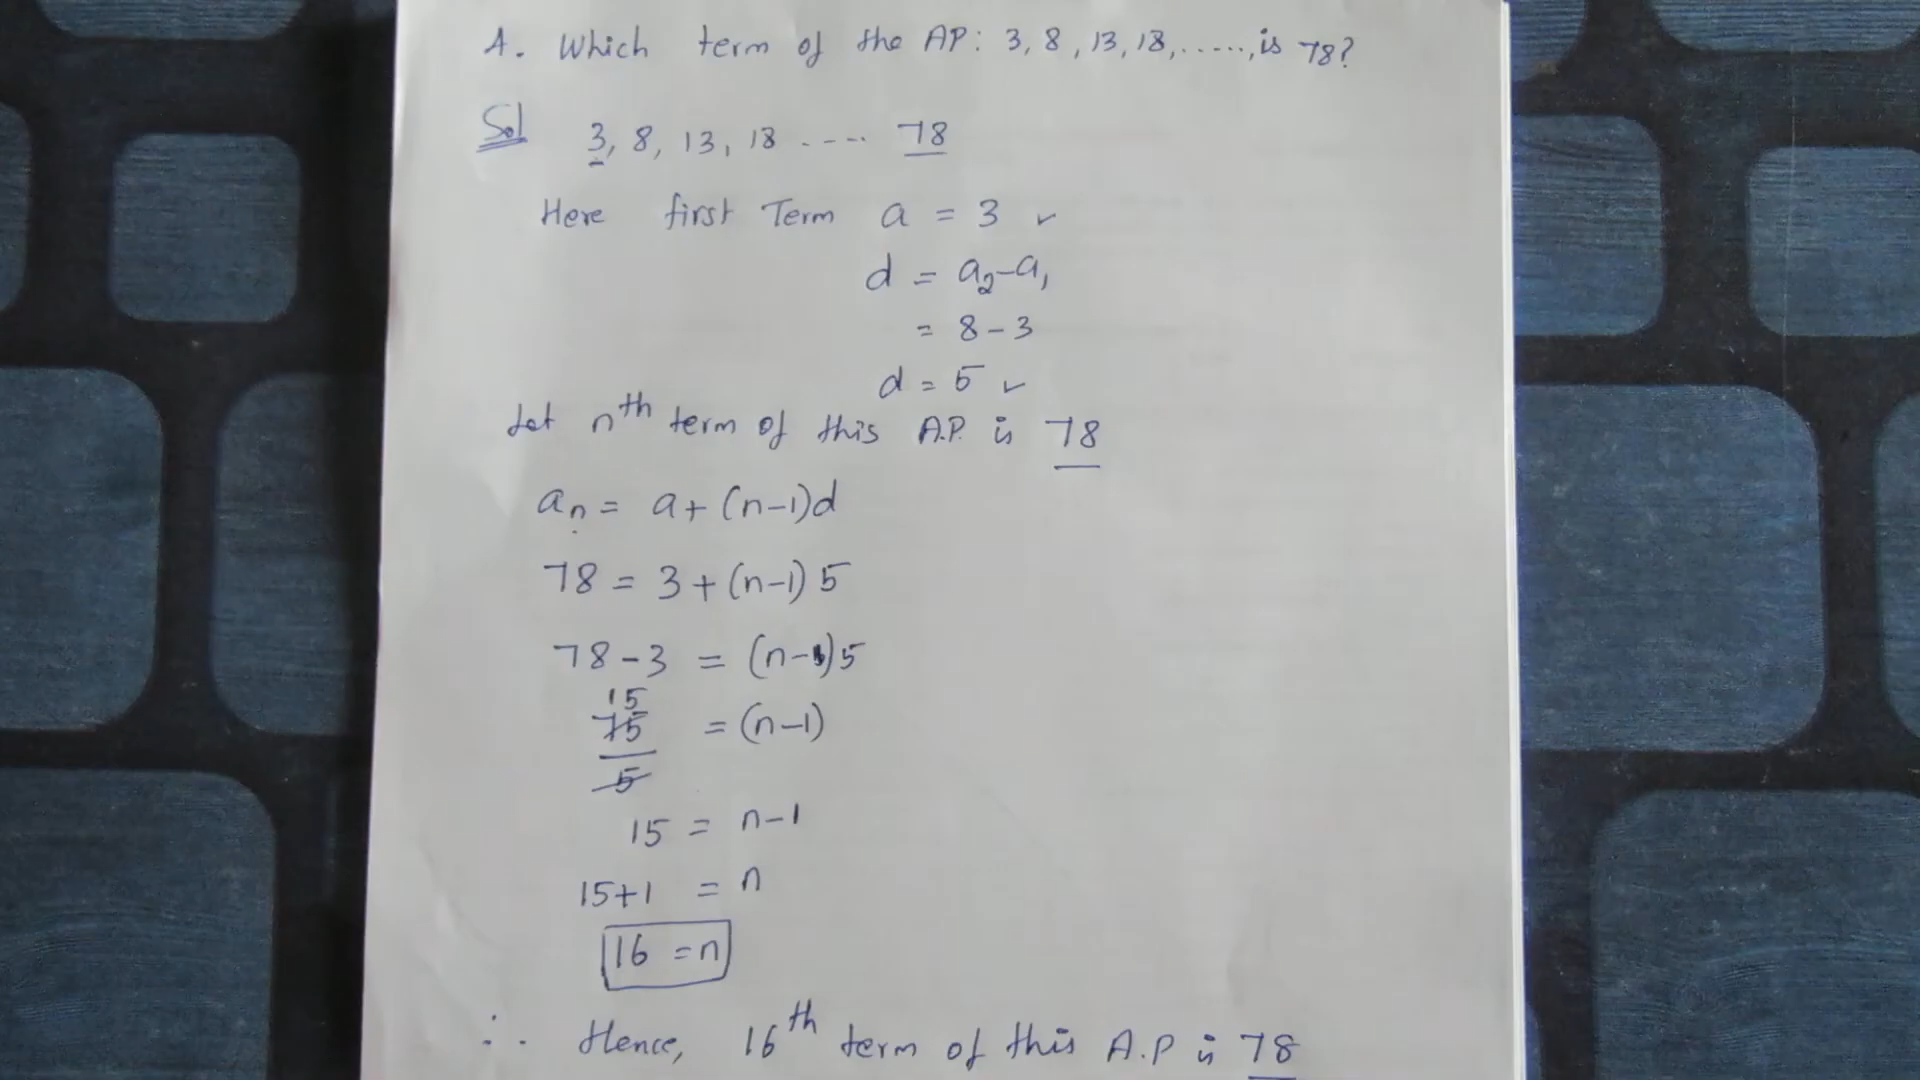 4. Which term of the AP: 3, 8, 13, 18, ....., is 78?
Sol 3, 8, 13, 18 ---- 78
Here first Term a = 3 ✓
d = a₂-a₁
= 8 - 3
d = 5 ✓
Let nᵗʰ term of this A.P. is 78
aₙ = a + (n-1)d
78 = 3 + (n-1) 5
78 - 3 = (n-1)5
15
75 = (n-1)
5
15 = n-1
15+1 = n
16 = n
∴ Hence, 16ᵗʰ term of this A.P is 78